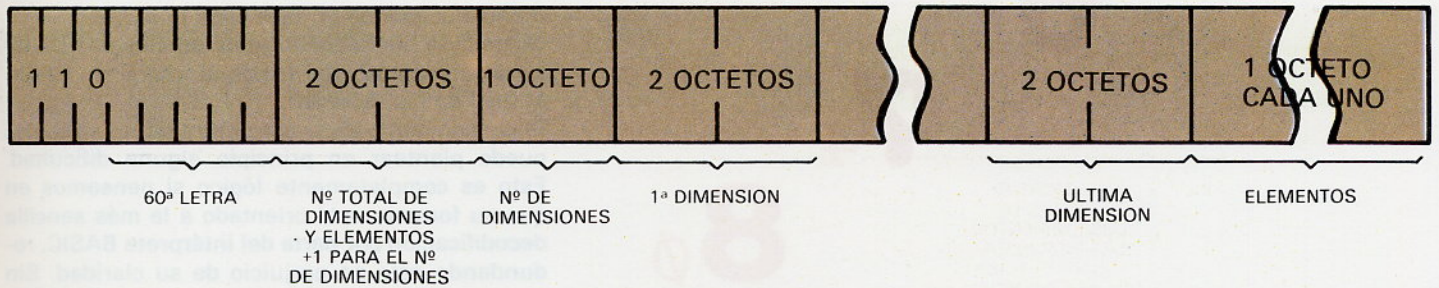 1 1 0
2 OCTETOS
1 OCTETO
2 OCTETOS
2 OCTETOS
1 OCTETO
CADA UNO
60ª LETRA
Nº TOTAL DE
DIMENSIONES
Y ELEMENTOS
+1 PARA EL Nº
DE DIMENSIONES
Nº DE
DIMENSIONES
1ª DIMENSION
ULTIMA
DIMENSION
ELEMENTOS